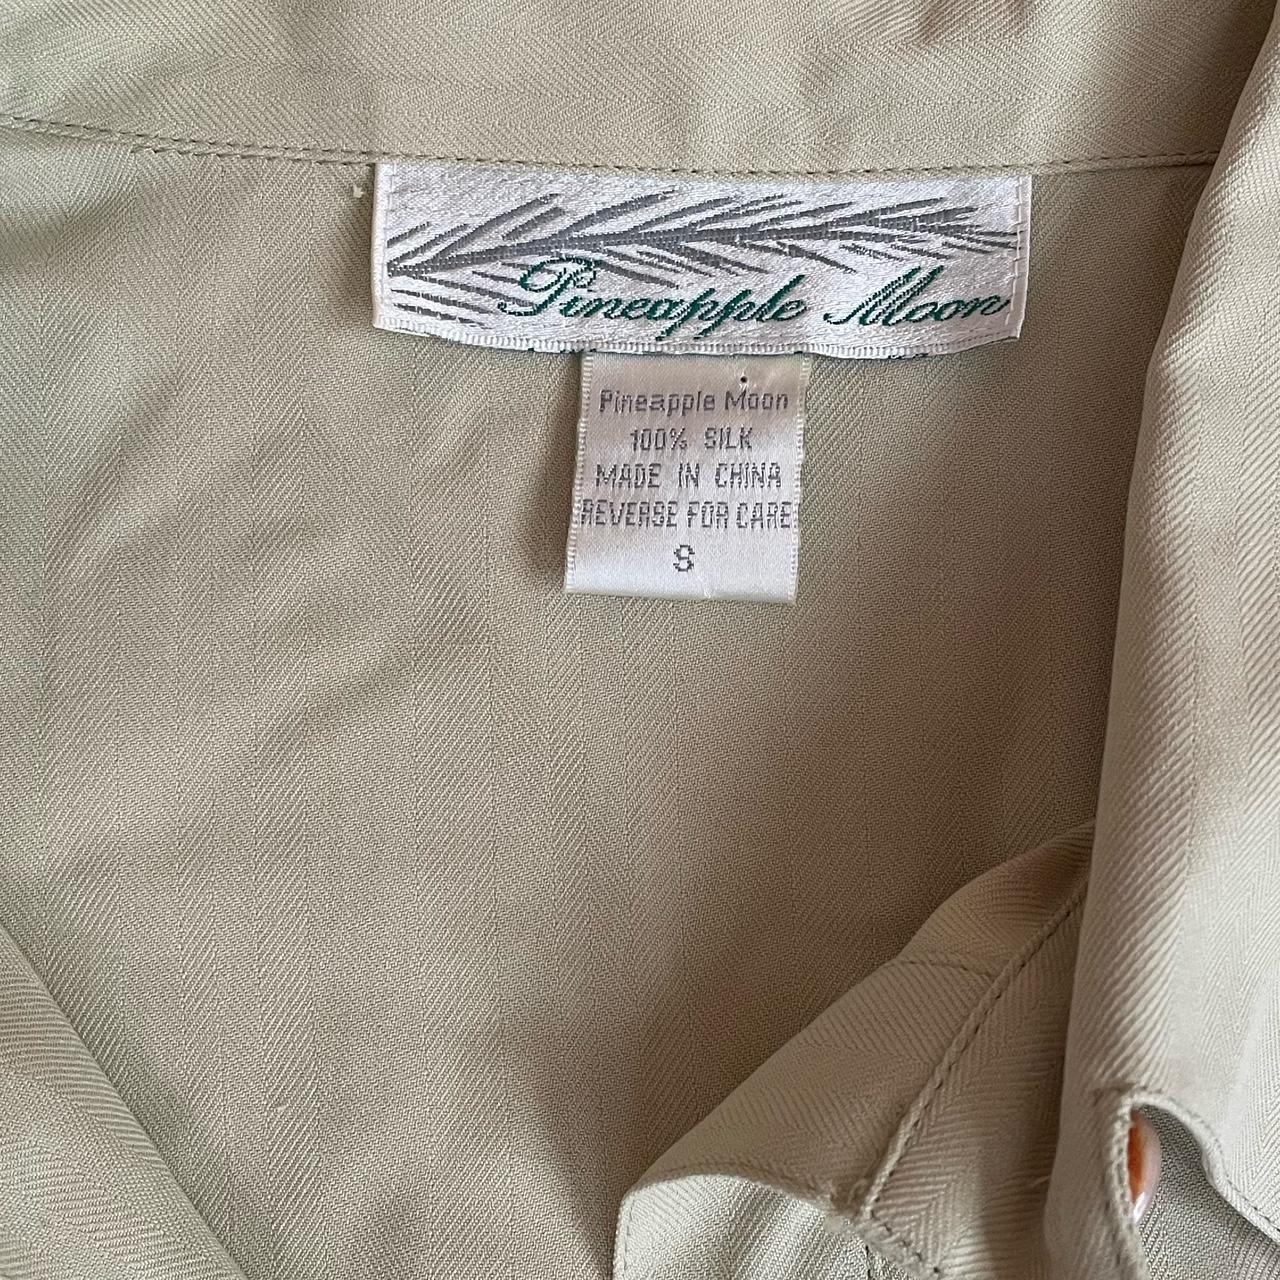 Pineapple Moon
Pineapple Moon
100% SILK
MADE IN CHINA
REVERSE FOR CARE
S